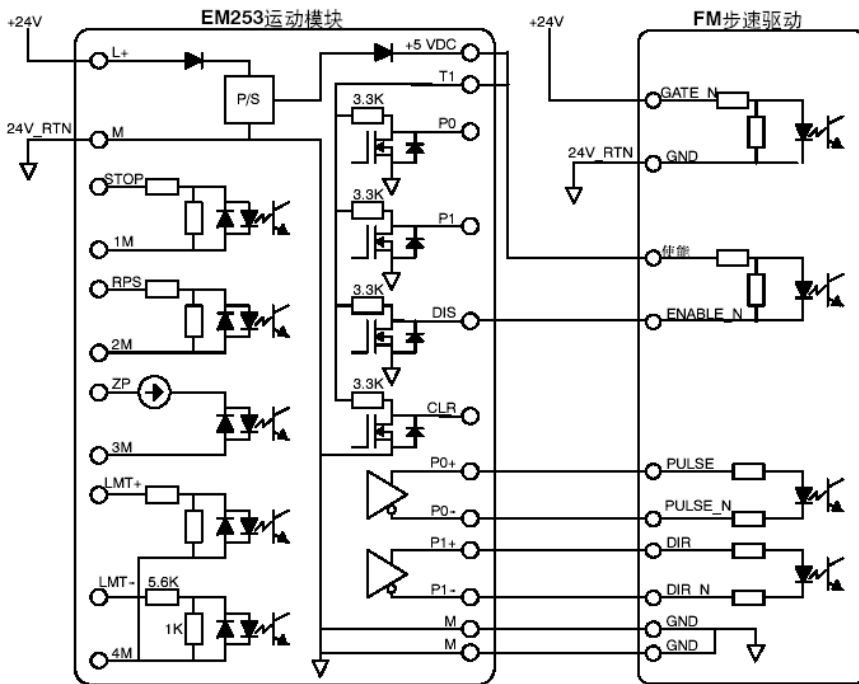 EM253运动模块
FM步速驱动
+24V
+24V
L+
+5 VDC
T1
P/S
3.3K
P0
GATE_N
24V_RTN
M
24V_RTN
GND
STOP
3.3K
P1
1M
使能
RPS
3.3K
DIS
ENABLE_N
2M
ZP
3.3K
CLR
3M
P0+
PULSE
LMT+
P0-
PULSE_N
P1+
DIR
LMT-
5.6K
P1-
DIR_N
1K
M
GND
4M
M
GND